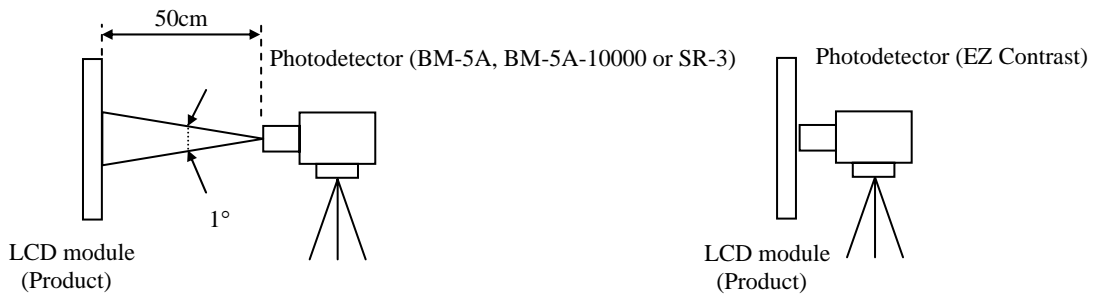 50cm
Photodetector (BM-5A, BM-5A-10000 or SR-3)
1°
LCD module
(Product)
Photodetector (EZ Contrast)
LCD module
(Product)